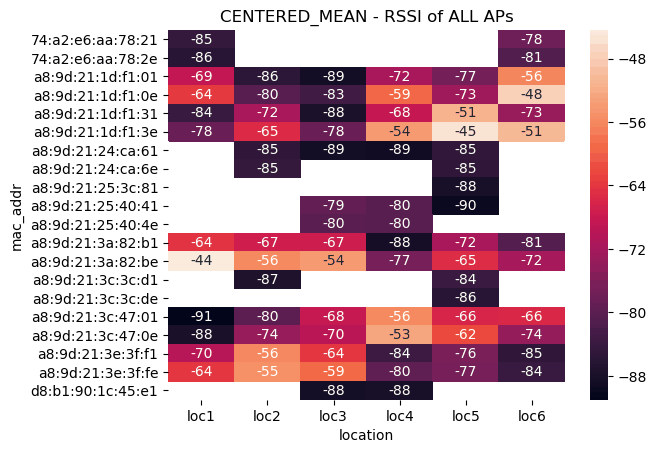 CENTERED_MEAN - RSSI of ALL APs
74:a2:e6:aa:78:21 -85 -78
74:a2:e6:aa:78:2e -86 -81
a8:9d:21:1d:f1:01 -69 -86 -89 -72 -77 -56
a8:9d:21:1d:f1:0e -64 -80 -83 -59 -73 -48
a8:9d:21:1d:f1:31 -84 -72 -88 -68 -51 -73
a8:9d:21:1d:f1:3e -78 -65 -78 -54 -45 -51
a8:9d:21:24:ca:61 -85 -89 -89 -85
a8:9d:21:24:ca:6e -85 -85
a8:9d:21:25:3c:81 -88
a8:9d:21:25:40:41 -79 -80 -90
a8:9d:21:25:40:4e -80 -80
a8:9d:21:3a:82:b1 -64 -67 -67 -88 -72 -81
a8:9d:21:3a:82:be -44 -56 -54 -77 -65 -72
a8:9d:21:3c:3c:d1 -87 -84
a8:9d:21:3c:3c:de -86
a8:9d:21:3c:47:01 -91 -80 -68 -56 -66 -66
a8:9d:21:3c:47:0e -88 -74 -70 -53 -62 -74
a8:9d:21:3e:3f:f1 -70 -56 -64 -84 -76 -85
a8:9d:21:3e:3f:fe -64 -55 -59 -80 -77 -84
d8:b1:90:1c:45:e1 -88 -88
loc1 loc2 loc3 loc4 loc5 loc6
location
mac_addr
-48
-56
-64
-72
-80
-88